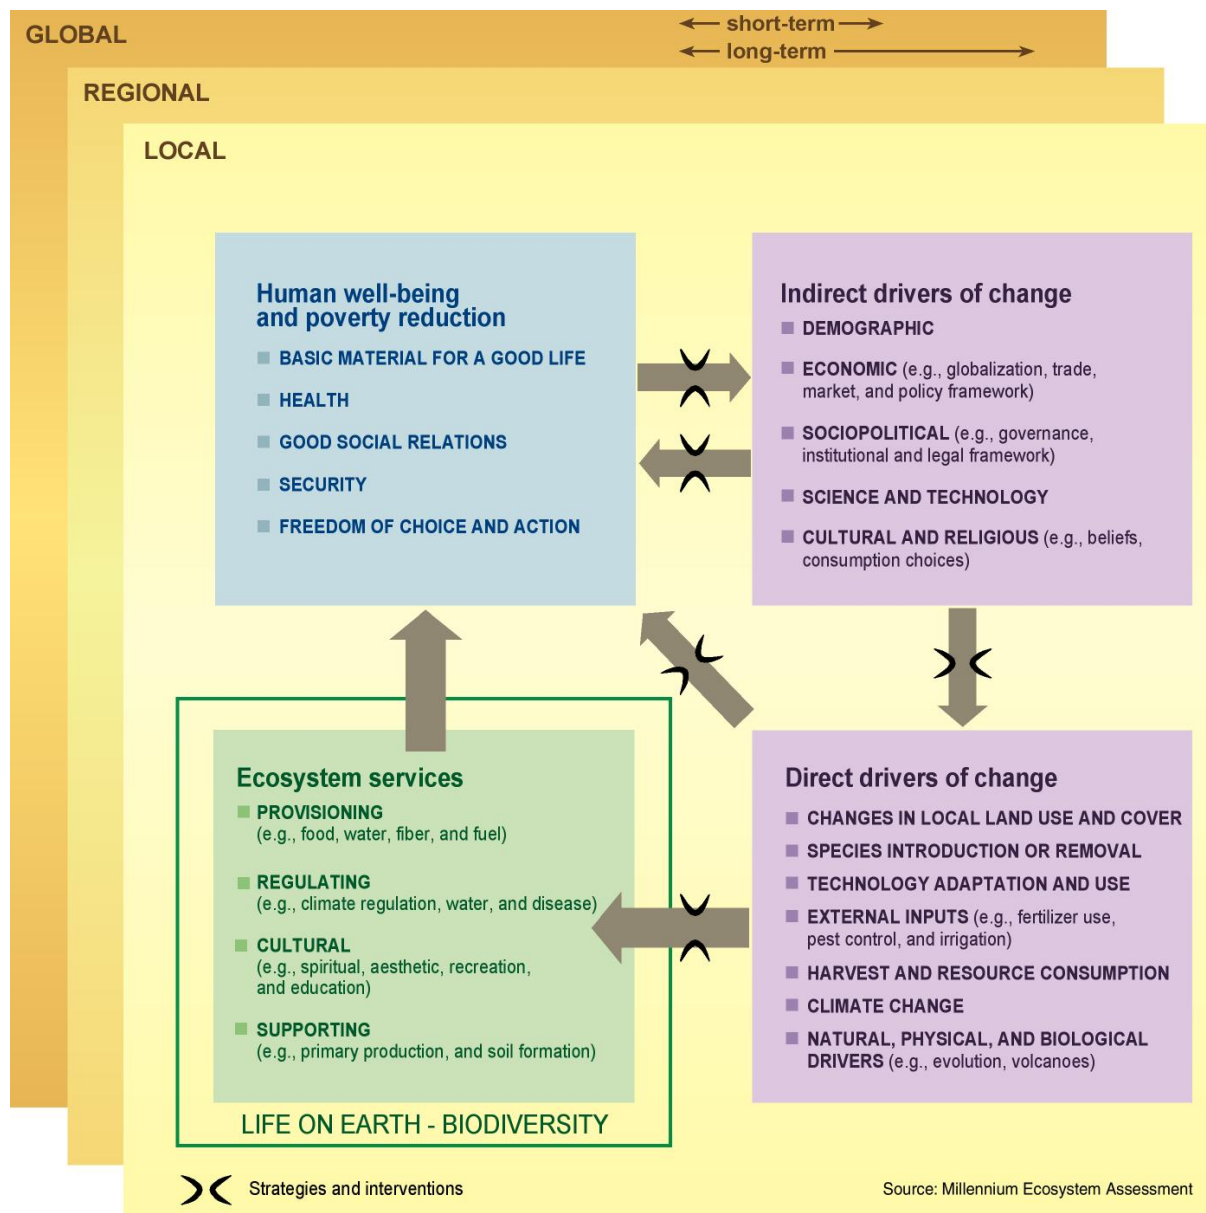 GLOBAL
short-term
long-term
REGIONAL
LOCAL
Human well-being
and poverty reduction
BASIC MATERIAL FOR A GOOD LIFE
HEALTH
GOOD SOCIAL RELATIONS
SECURITY
FREEDOM OF CHOICE AND ACTION
Indirect drivers of change
DEMOGRAPHIC
ECONOMIC (e.g., globalization, trade,
market, and policy framework)
SOCIOPOLITICAL (e.g., governance,
institutional and legal framework)
SCIENCE AND TECHNOLOGY
CULTURAL AND RELIGIOUS (e.g., beliefs,
consumption choices)
Ecosystem services
PROVISIONING
(e.g., food, water, fiber, and fuel)
REGULATING
(e.g., climate regulation, water, and disease)
CULTURAL
(e.g., spiritual, aesthetic, recreation,
and education)
SUPPORTING
(e.g., primary production, and soil formation)
LIFE ON EARTH - BIODIVERSITY
Direct drivers of change
CHANGES IN LOCAL LAND USE AND COVER
SPECIES INTRODUCTION OR REMOVAL
TECHNOLOGY ADAPTATION AND USE
EXTERNAL INPUTS (e.g., fertilizer use,
pest control, and irrigation)
HARVEST AND RESOURCE CONSUMPTION
CLIMATE CHANGE
NATURAL, PHYSICAL, AND BIOLOGICAL
DRIVERS (e.g., evolution, volcanoes)
Strategies and interventions
Source: Millennium Ecosystem Assessment